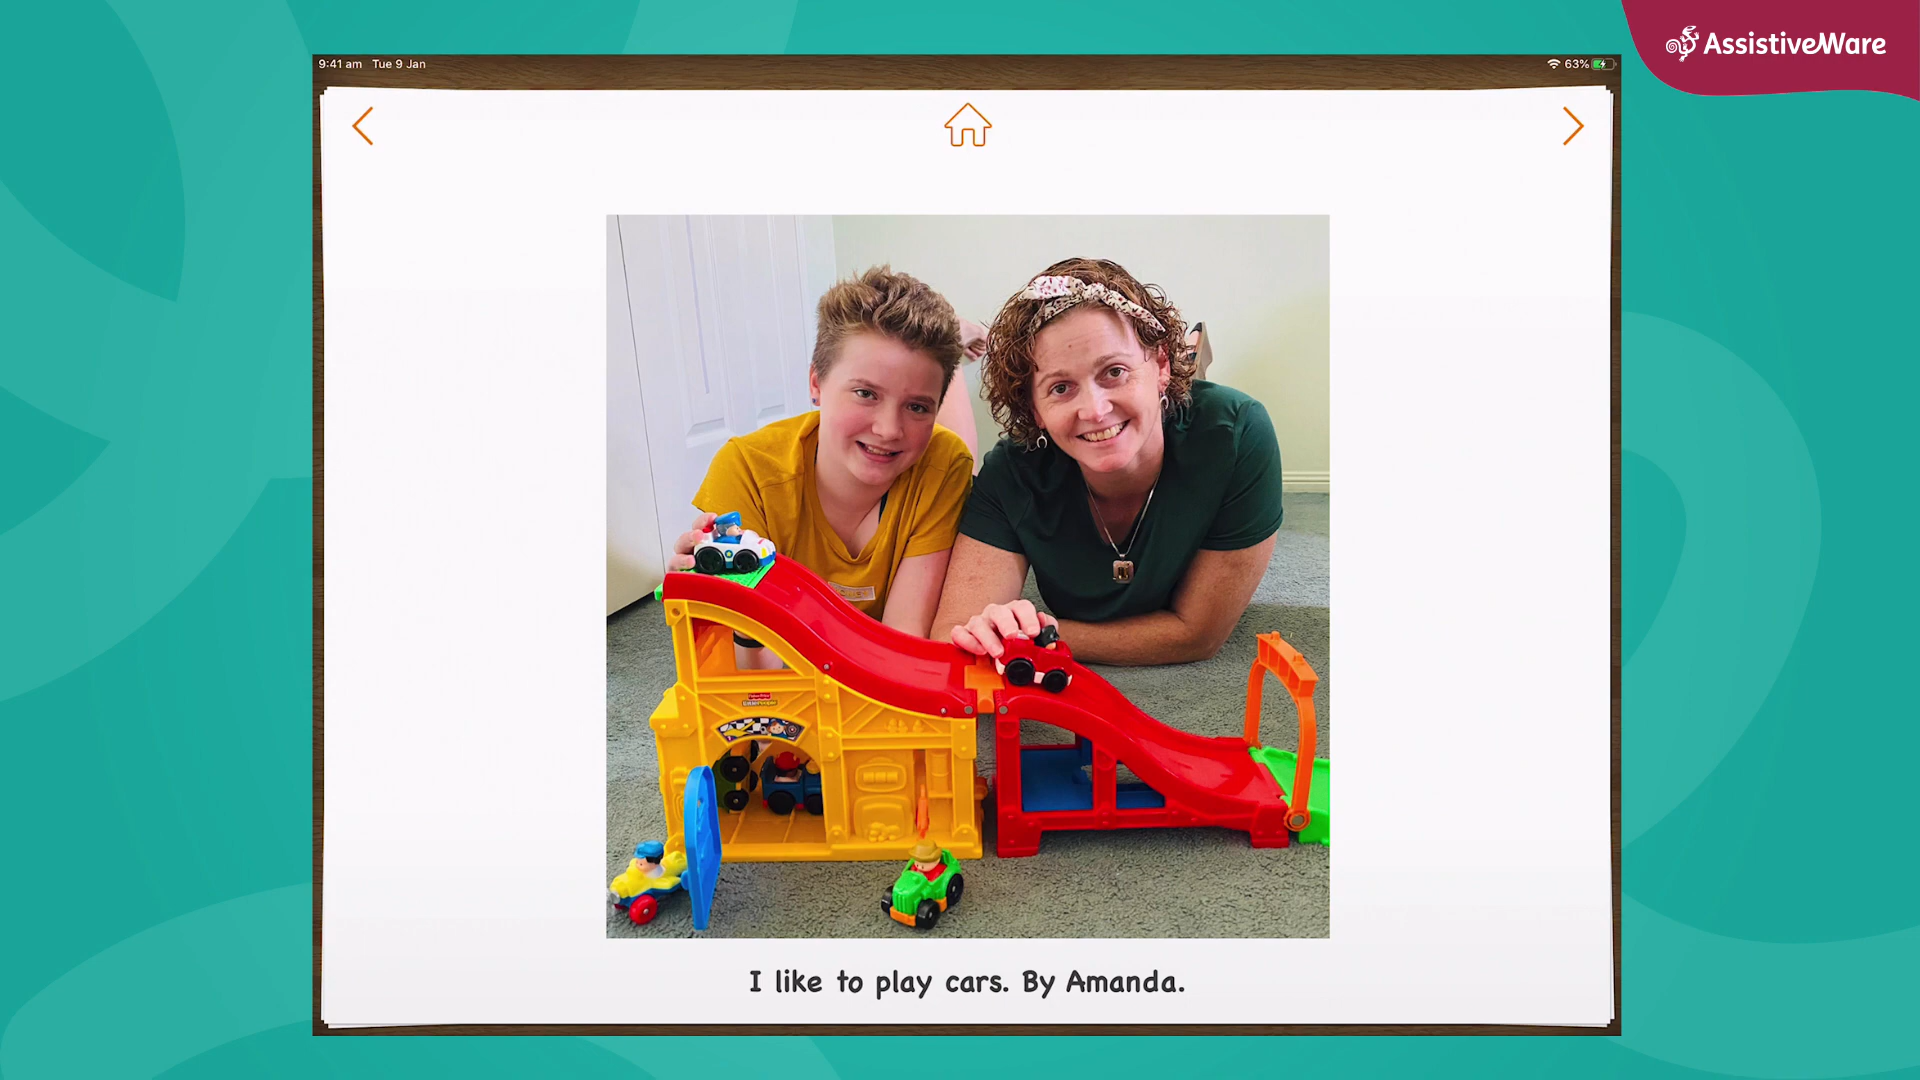 AssistiveWare
9:41 am Tue 9 Jan
63%
I like to play cars. By Amanda.